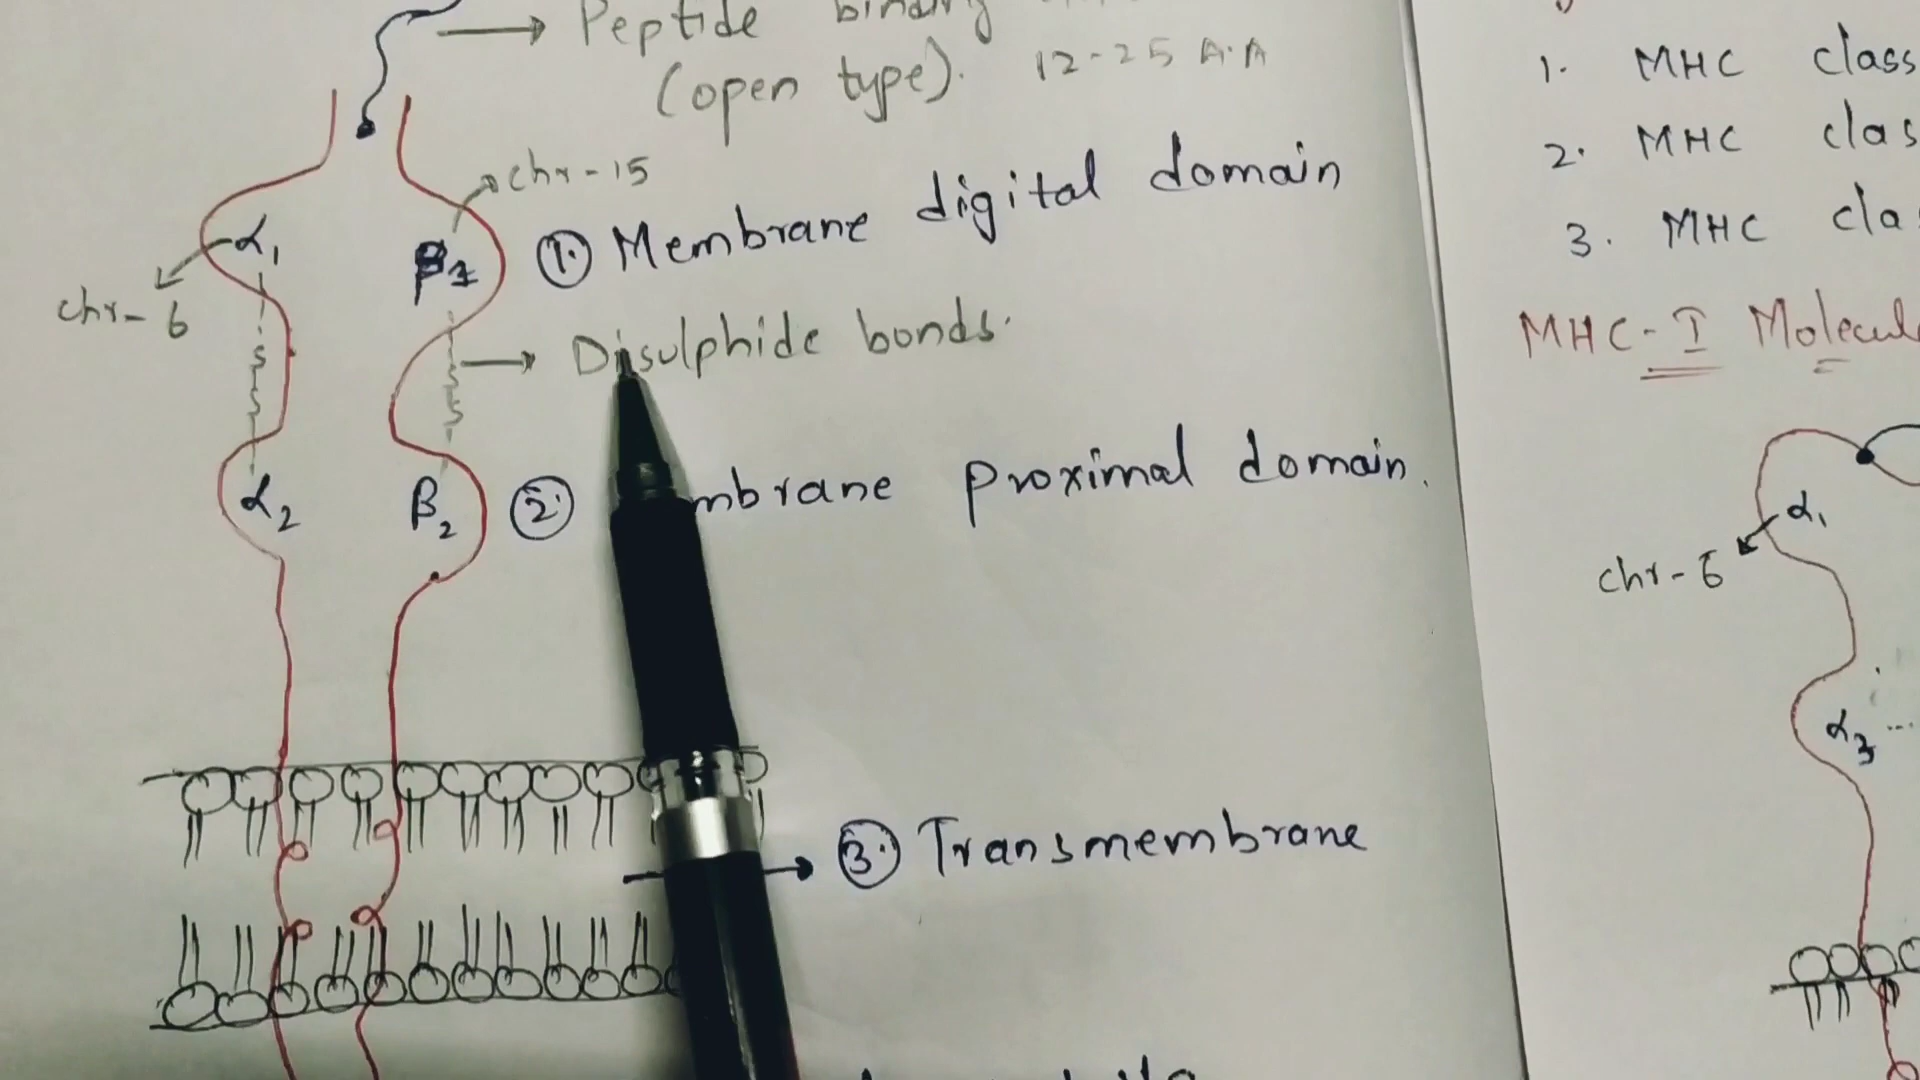 Peptide binding
(open type). 12-25 A.A
chr-15
α1
β1
① Membrane digital domain
chr-6
→ Disulphide bonds.
S
S
S
S
S
S
α2
β2
② mbrane proximal domain.
③ Transmembrane
1. MHC class
2. MHC clas
3. MHC cla
MHC-I Molecul
α1
chr-6